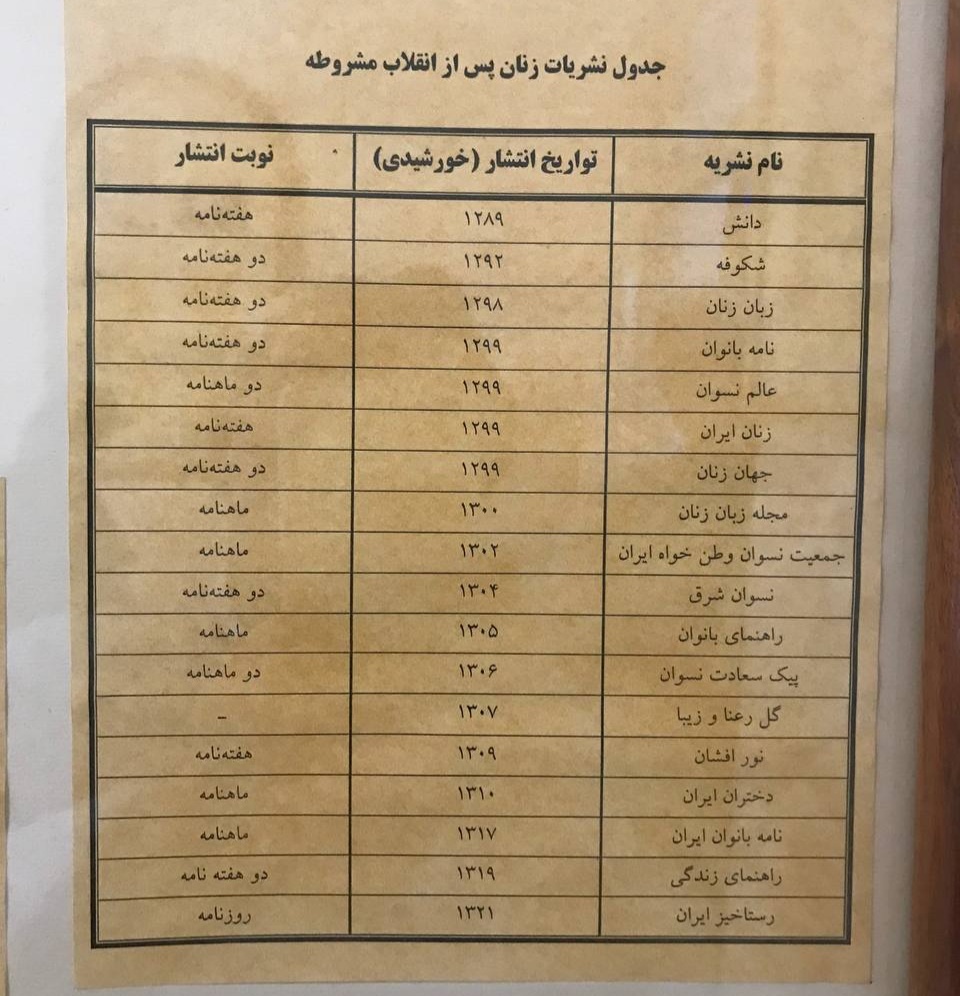 جدول نشریات زنان پس از انقلاب مشروطه
نام نشریه تواریخ انتشار (خورشیدی) نوبت انتشار
دانش ۱۲۸۹ هفته‌نامه
شکوفه ۱۲۹۲ دو هفته‌نامه
زبان زنان ۱۲۹۸ دو هفته‌نامه
نامه بانوان ۱۲۹۹ دو هفته‌نامه
عالم نسوان ۱۲۹۹ دو ماهنامه
زنان ایران ۱۲۹۹ هفته‌نامه
جهان زنان ۱۲۹۹ دو هفته‌نامه
مجله زبان زنان ۱۳۰۰ ماهنامه
جمعیت نسوان وطن خواه ایران ۱۳۰۲ ماهنامه
نسوان شرق ۱۳۰۴ دو هفته‌نامه
راهنمای بانوان ۱۳۰۵ ماهنامه
پیک سعادت نسوان ۱۳۰۶ دو ماهنامه
گل رعنا و زیبا ۱۳۰۷ –
نور افشان ۱۳۰۹ هفته‌نامه
دختران ایران ۱۳۱۰ ماهنامه
نامه بانوان ایران ۱۳۱۷ ماهنامه
راهنمای زندگی ۱۳۱۹ دو هفته نامه
رستاخیز ایران ۱۳۲۱ روزنامه